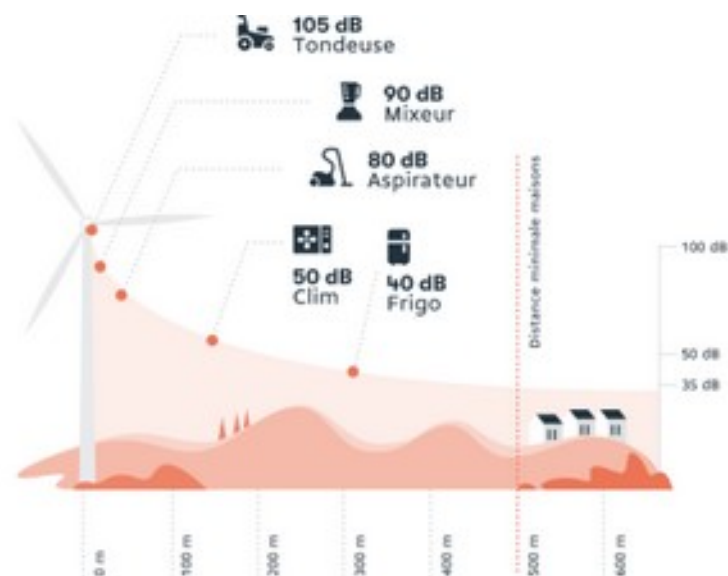 105 dB
Tondeuse
90 dB
Mixeur
80 dB
Aspirateur
50 dB
Clim
40 dB
Frigo
Distance minimale maisons
100 dB
50 dB
35 dB
0 m
100 m
200 m
300 m
400 m
500 m
600 m